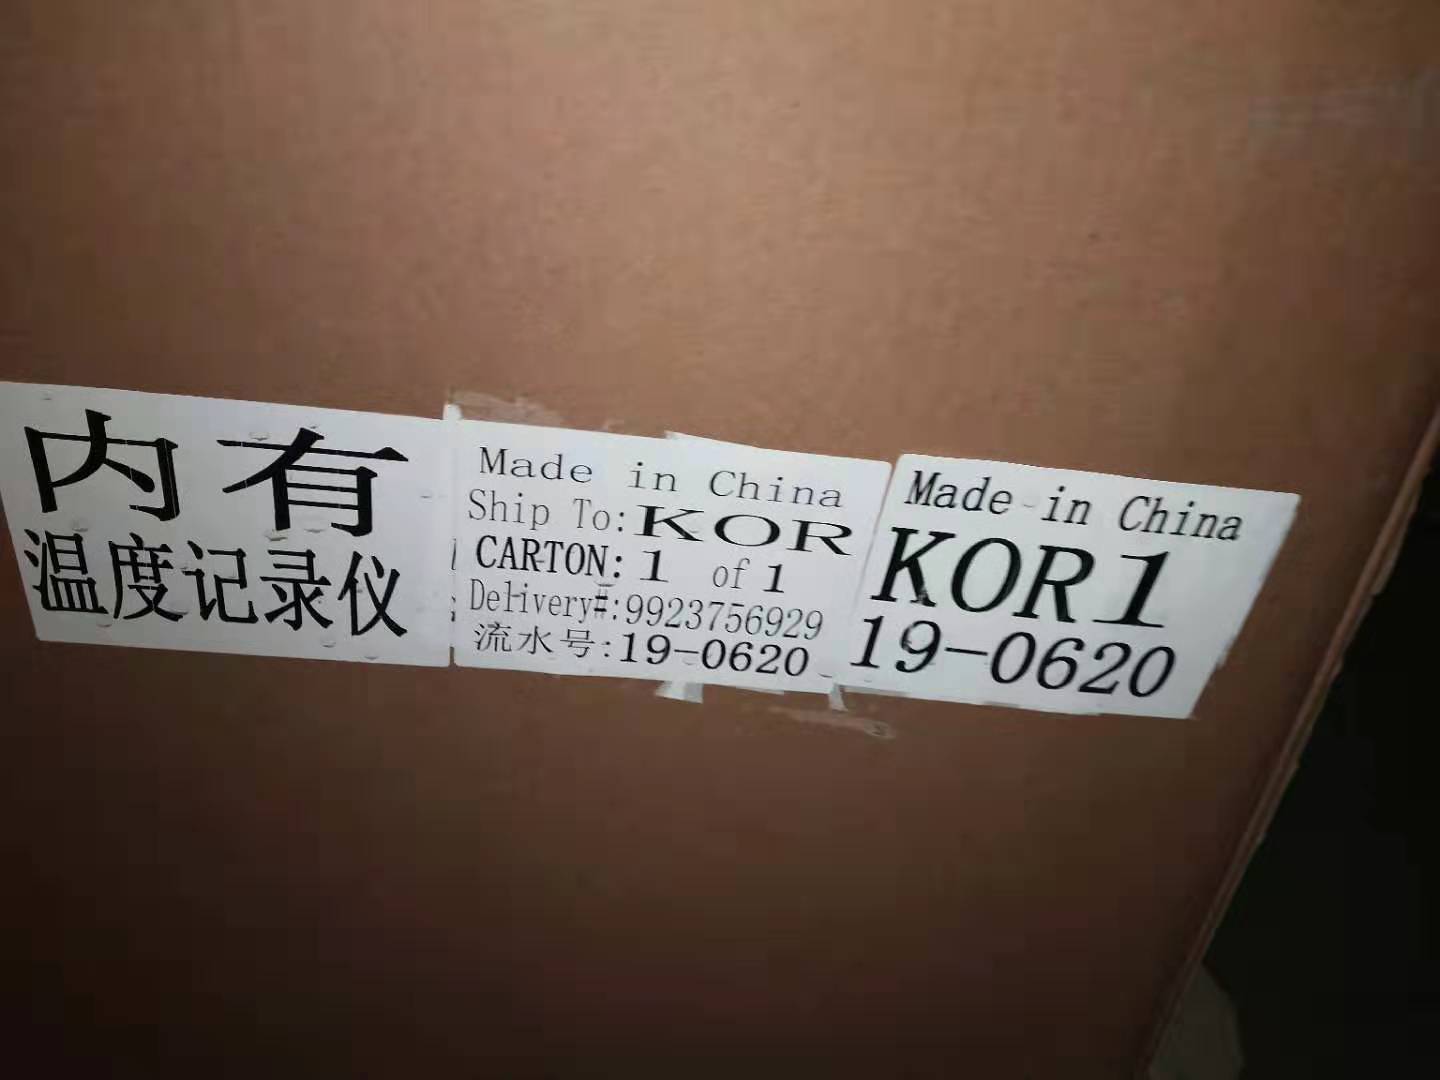 内有
温度记录仪
Made in China
Ship To:KOR
CARTON: 1 of 1
Delivery#:9923756929
流水号:19-0620
Made in China
KOR1
19-0620